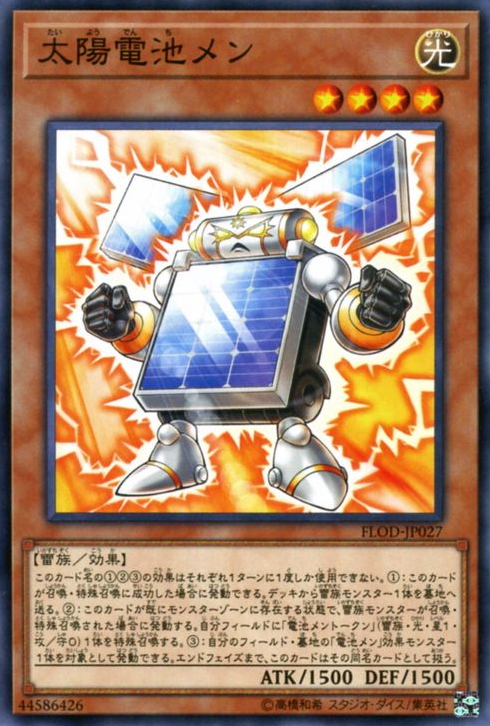 太陽電池メン
光
FLOD-JP027
【雷族/効果】
このカード名の①②③の効果はそれぞれ1ターンに1度しか使用できない。①:このカード
が召喚・特殊召喚に成功した場合に発動できる。デッキから雷族モンスター1体を墓地へ
送る。②:このカードが既にモンスターゾーンに存在する状態で、雷族モンスターが召喚・
特殊召喚された場合に発動する。自分フィールドに「電池メントークン」(雷族・光・星1・
攻/守0)1体を特殊召喚する。③:自分のフィールド・墓地の「電池メン」効果モンスター
1体を対象として発動できる。エンドフェイズまで、このカードはその同名カードとして扱う。
ATK/1500 DEF/1500
44586426
©高橋和希 スタジオ・ダイス/集英社